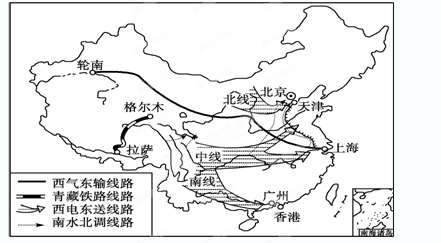 轮南
北线
北京
天津
格尔木
中线
上海
拉萨
南线
广州
香港
西气东输线路
青藏铁路线路
西电东送线路
南水北调线路
南海诸岛